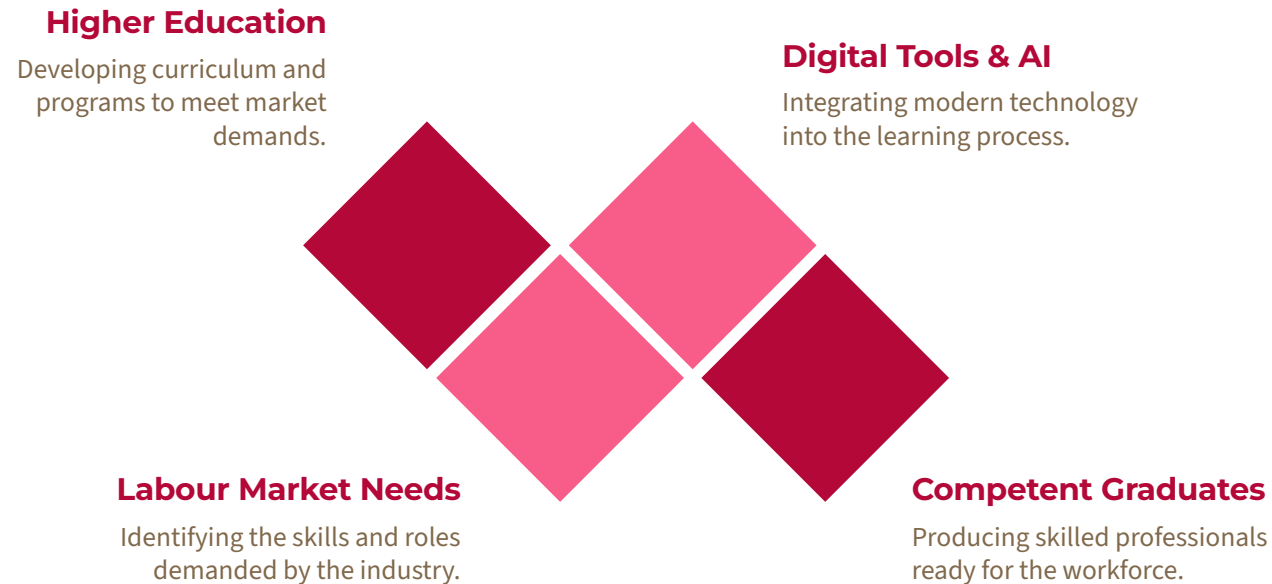 Higher Education
Developing curriculum and
programs to meet market
demands.
Digital Tools & AI
Integrating modern technology
into the learning process.
Labour Market Needs
Identifying the skills and roles
demanded by the industry.
Competent Graduates
Producing skilled professionals
ready for the workforce.